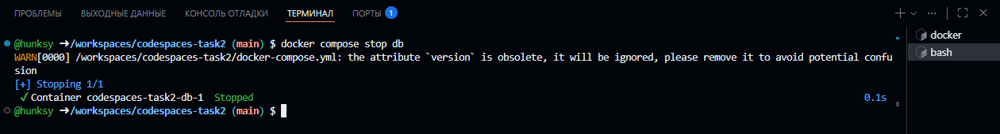 ПРОБЛЕМЫ ВЫХОДНЫЕ ДАННЫЕ КОНСОЛЬ ОТЛАДКИ ТЕРМИНАЛ ПОРТЫ 1
@hunksy ➜/workspaces/codespaces-task2 (main) $ docker compose stop db
WARN[0000] /workspaces/codespaces-task2/docker-compose.yml: the attribute `version` is obsolete, it will be ignored, please remove it to avoid potential confu
sion
[+] Stopping 1/1
✔ Container codespaces-task2-db-1 Stopped 0.1s
@hunksy ➜/workspaces/codespaces-task2 (main) $
docker
bash